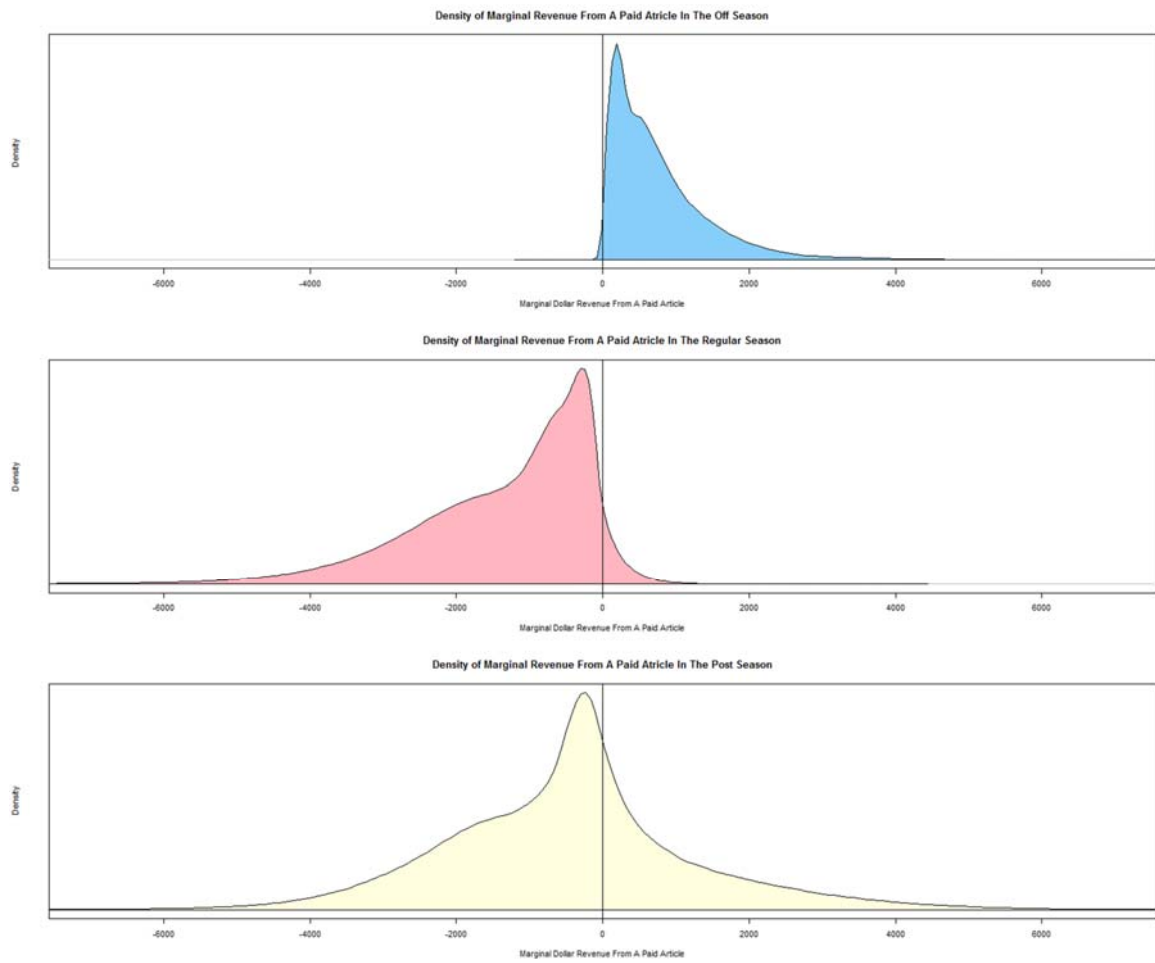 Density of Marginal Revenue From A Paid Atricle In The Off Season
Density
-6000 -4000 -2000 0 2000 4000 6000
Marginal Dollar Revenue From A Paid Article
Density of Marginal Revenue From A Paid Atricle In The Regular Season
Density
-6000 -4000 -2000 0 2000 4000 6000
Marginal Dollar Revenue From A Paid Article
Density of Marginal Revenue From A Paid Atricle In The Post Season
Density
-6000 -4000 -2000 0 2000 4000 6000
Marginal Dollar Revenue From A Paid Article